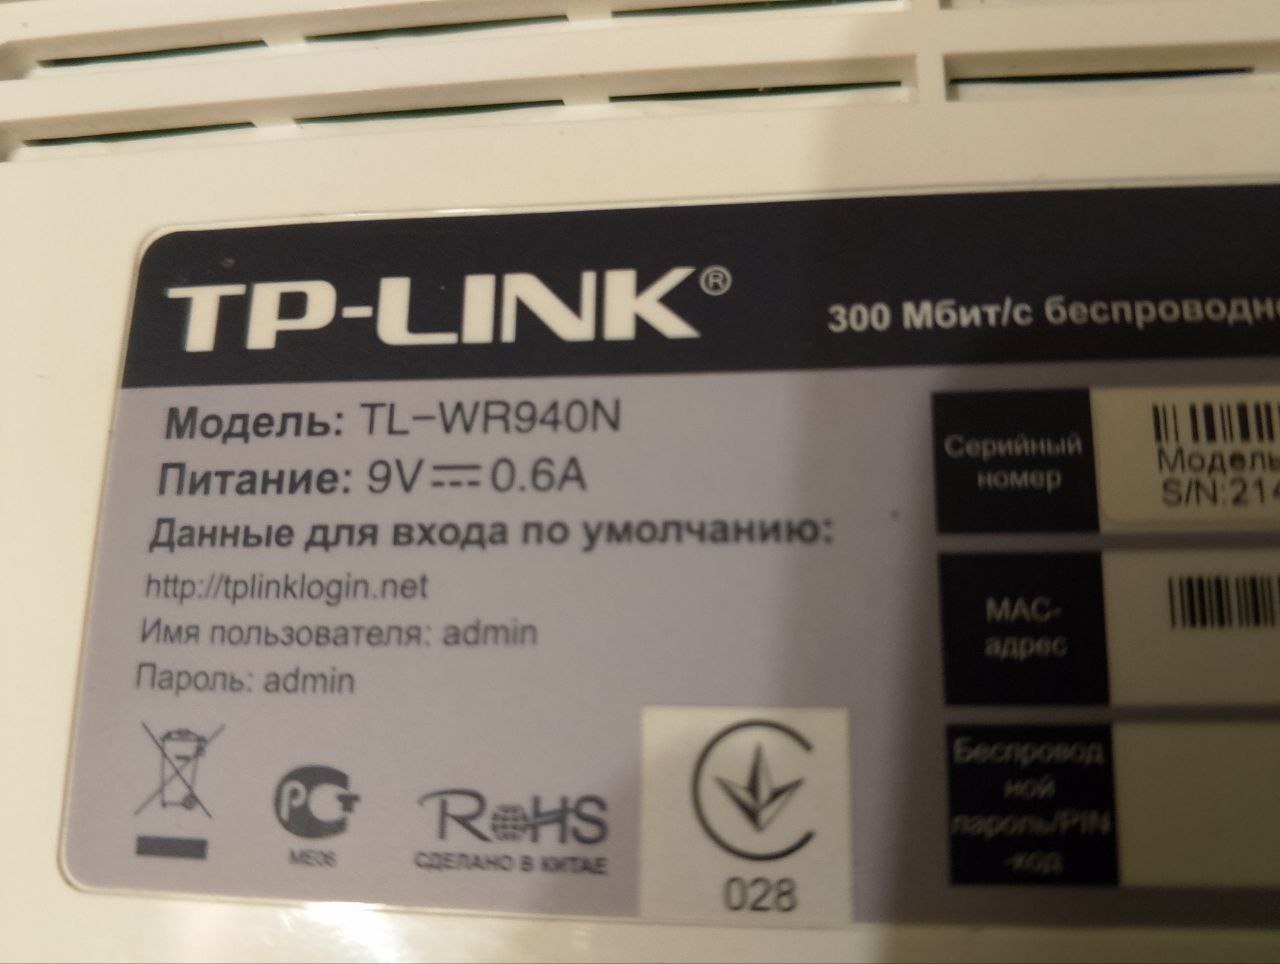 TP-LINK®
300 Мбит/с
Модель: TL-WR940N
Питание: 9V⎓0.6A
Данные для входа по умолчанию:
http://tplinklogin.net
Имя пользователя: admin
Пароль: admin
Серийный
номер
Модель
S/N:214
MAC-
адрес
Беспровод
ной
пароль/PIN
-код
PCT
ME06
RoHS
СДЕЛАНО В КИТАЕ
028